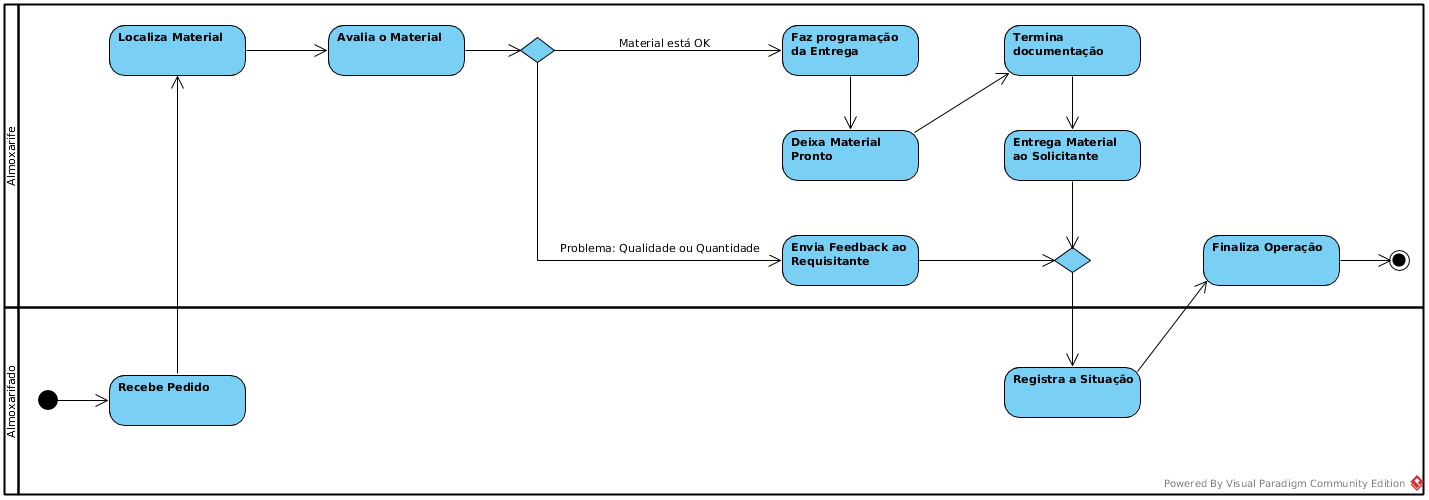 Almoxarife
Localiza Material
Avalia o Material
Material está OK
Faz programação
da Entrega
Termina
documentação
Deixa Material
Pronto
Entrega Material
ao Solicitante
Problema: Qualidade ou Quantidade
Envia Feedback ao
Requisitante
Finaliza Operação
Almoxarifado
Recebe Pedido
Registra a Situação
Powered By Visual Paradigm Community Edition